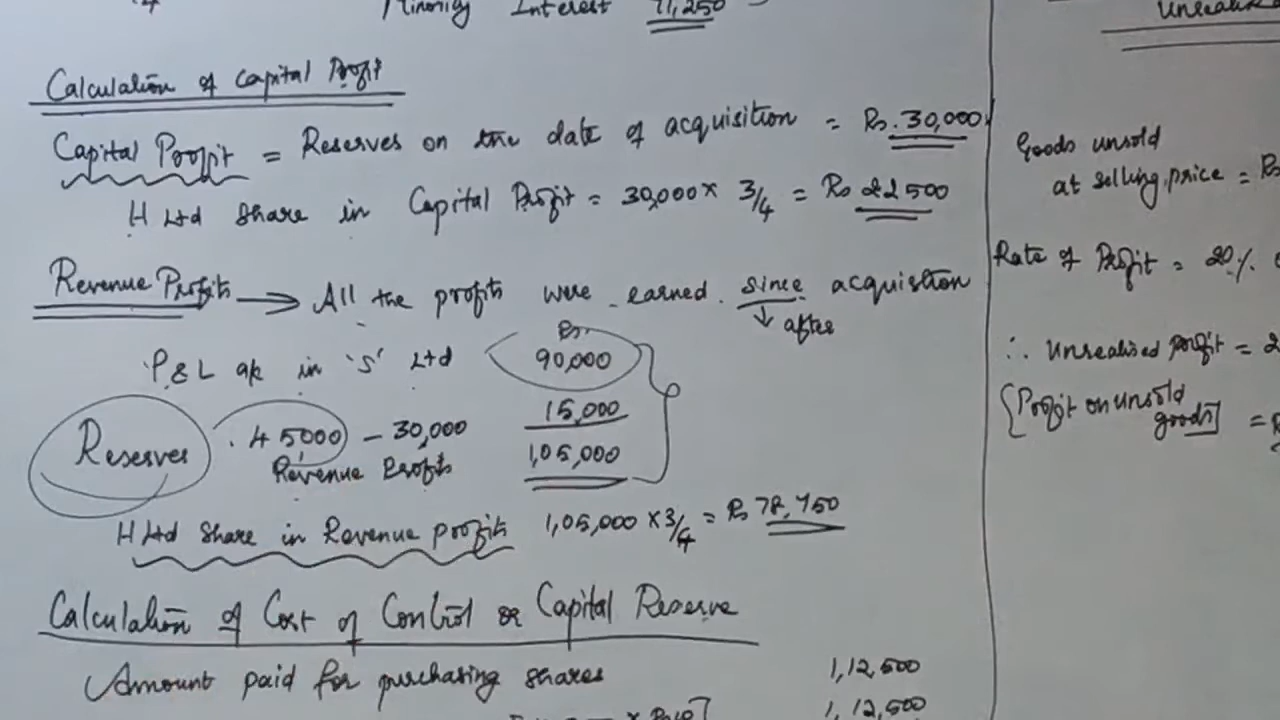 Minority Interest 71,250
Calculation of Capital Profit
Capital Profit = Reserves on the date of acquisition = Rs. 30,000
H Ltd Share in Capital Profit = 30,000 × 3/4 = Rs 22500
Revenue Profits → All the profits were earned since acquisition
↓ after
Rs.
P & L a/c in 'S' Ltd 90,000
Reserves 45000 – 30,000 15,000
Revenue Profits 1,05,000
H Ltd Share in Revenue profits 1,05,000 × 3/4 = Rs 78,750
Calculation of Cost of Control or Capital Reserve
Amount paid for purchasing shares 1,12,500
1,12,500
Goods unsold
at selling price =
Rate of Profit = 20%
∴ Unrealised profit =
[Profit on unsold
goods] =